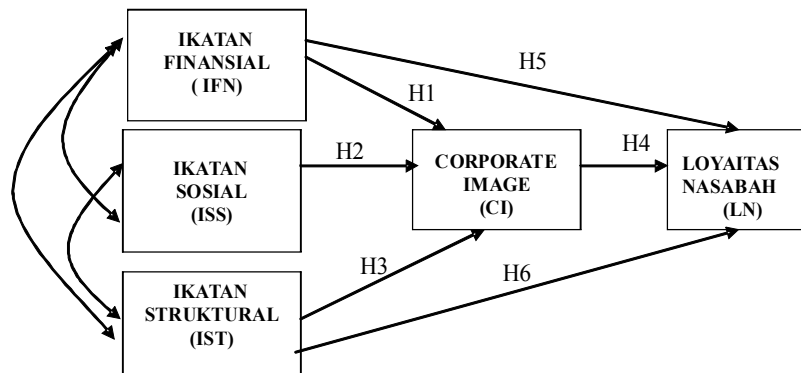 IKATAN
FINANSIAL
( IFN)
H5
H1
IKATAN
SOSIAL
(ISS)
H2
CORPORATE
IMAGE
(CI)
H4
LOYAITAS
NASABAH
(LN)
IKATAN
STRUKTURAL
(IST)
H3
H6